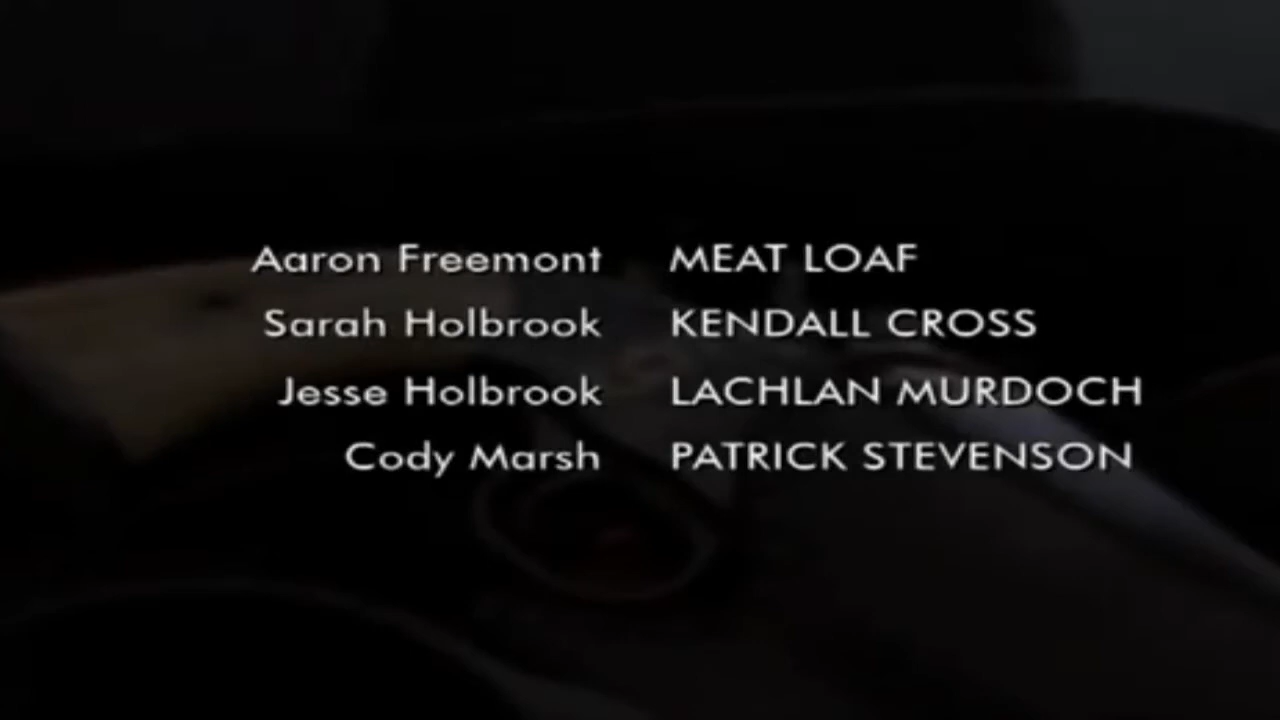 Aaron Freemont MEAT LOAF
Sarah Holbrook KENDALL CROSS
Jesse Holbrook LACHLAN MURDOCH
Cody Marsh PATRICK STEVENSON